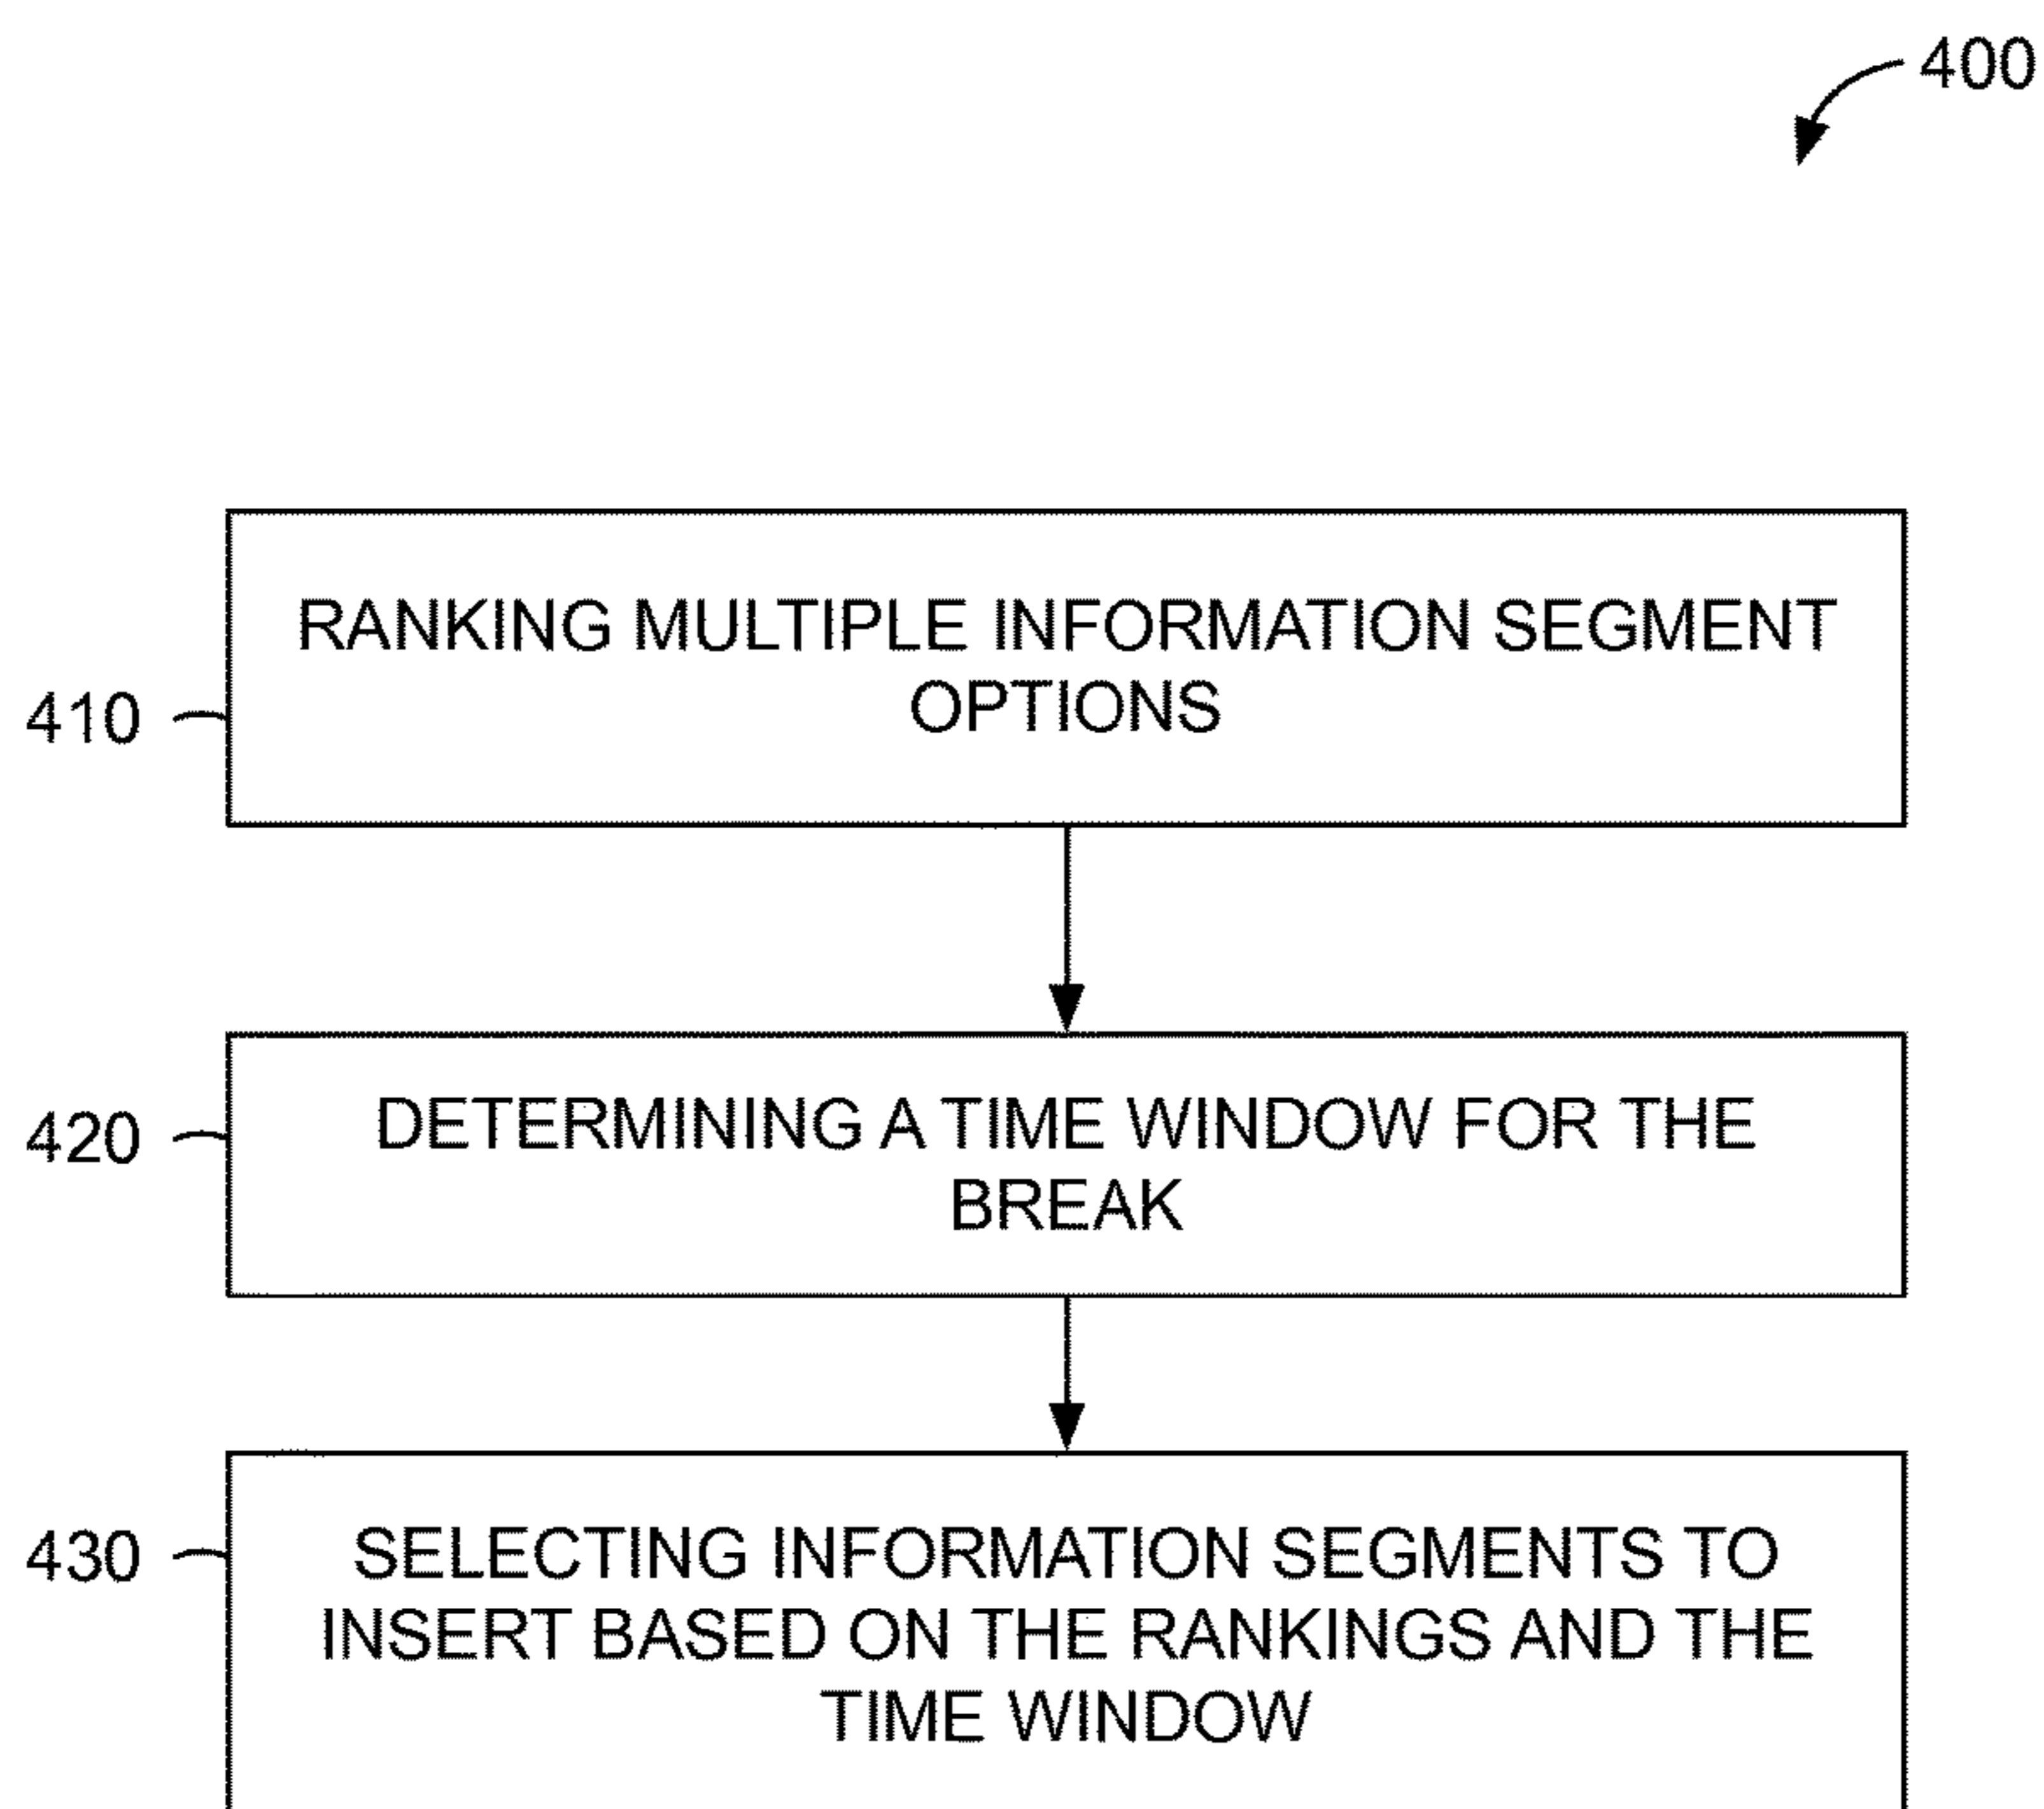 400
RANKING MULTIPLE INFORMATION SEGMENT
OPTIONS
410
DETERMINING A TIME WINDOW FOR THE
BREAK
420
SELECTING INFORMATION SEGMENTS TO
INSERT BASED ON THE RANKINGS AND THE
TIME WINDOW
430